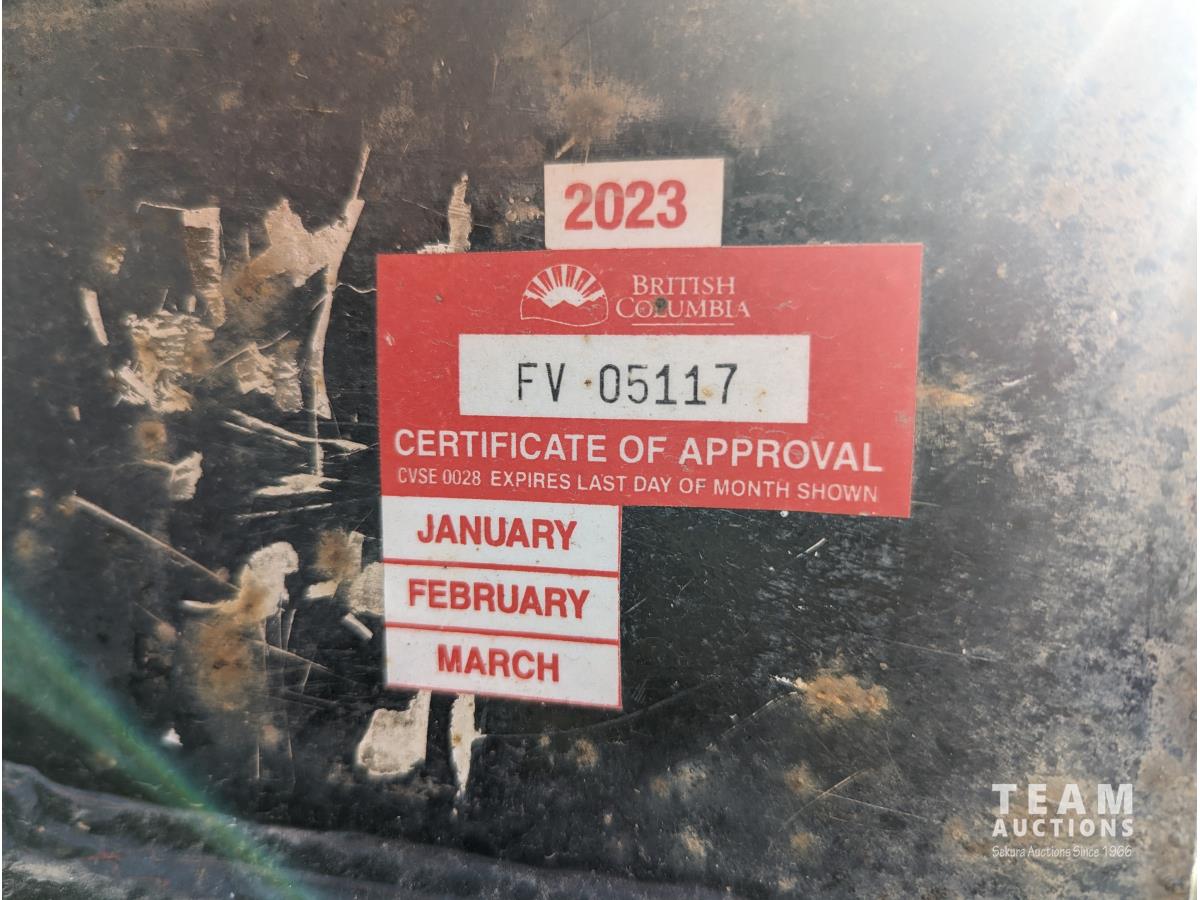 2023
BRITISH
COLUMBIA
FV 05117
CERTIFICATE OF APPROVAL
CVSE 0028 EXPIRES LAST DAY OF MONTH SHOWN
JANUARY
FEBRUARY
MARCH
TEAM
AUCTIONS
Sekura Auctions Since 1966